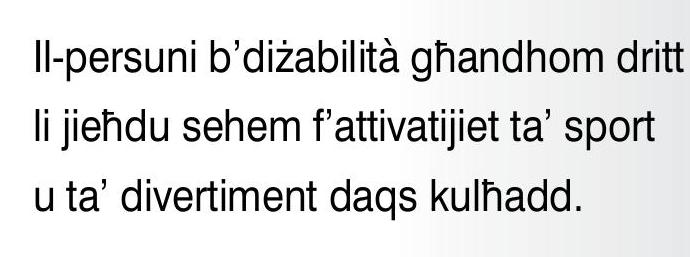 Il-persuni b’diżabilità għandhom dritt
li jieħdu sehem f’attivatijiet ta’ sport
u ta’ divertiment daqs kulħadd.